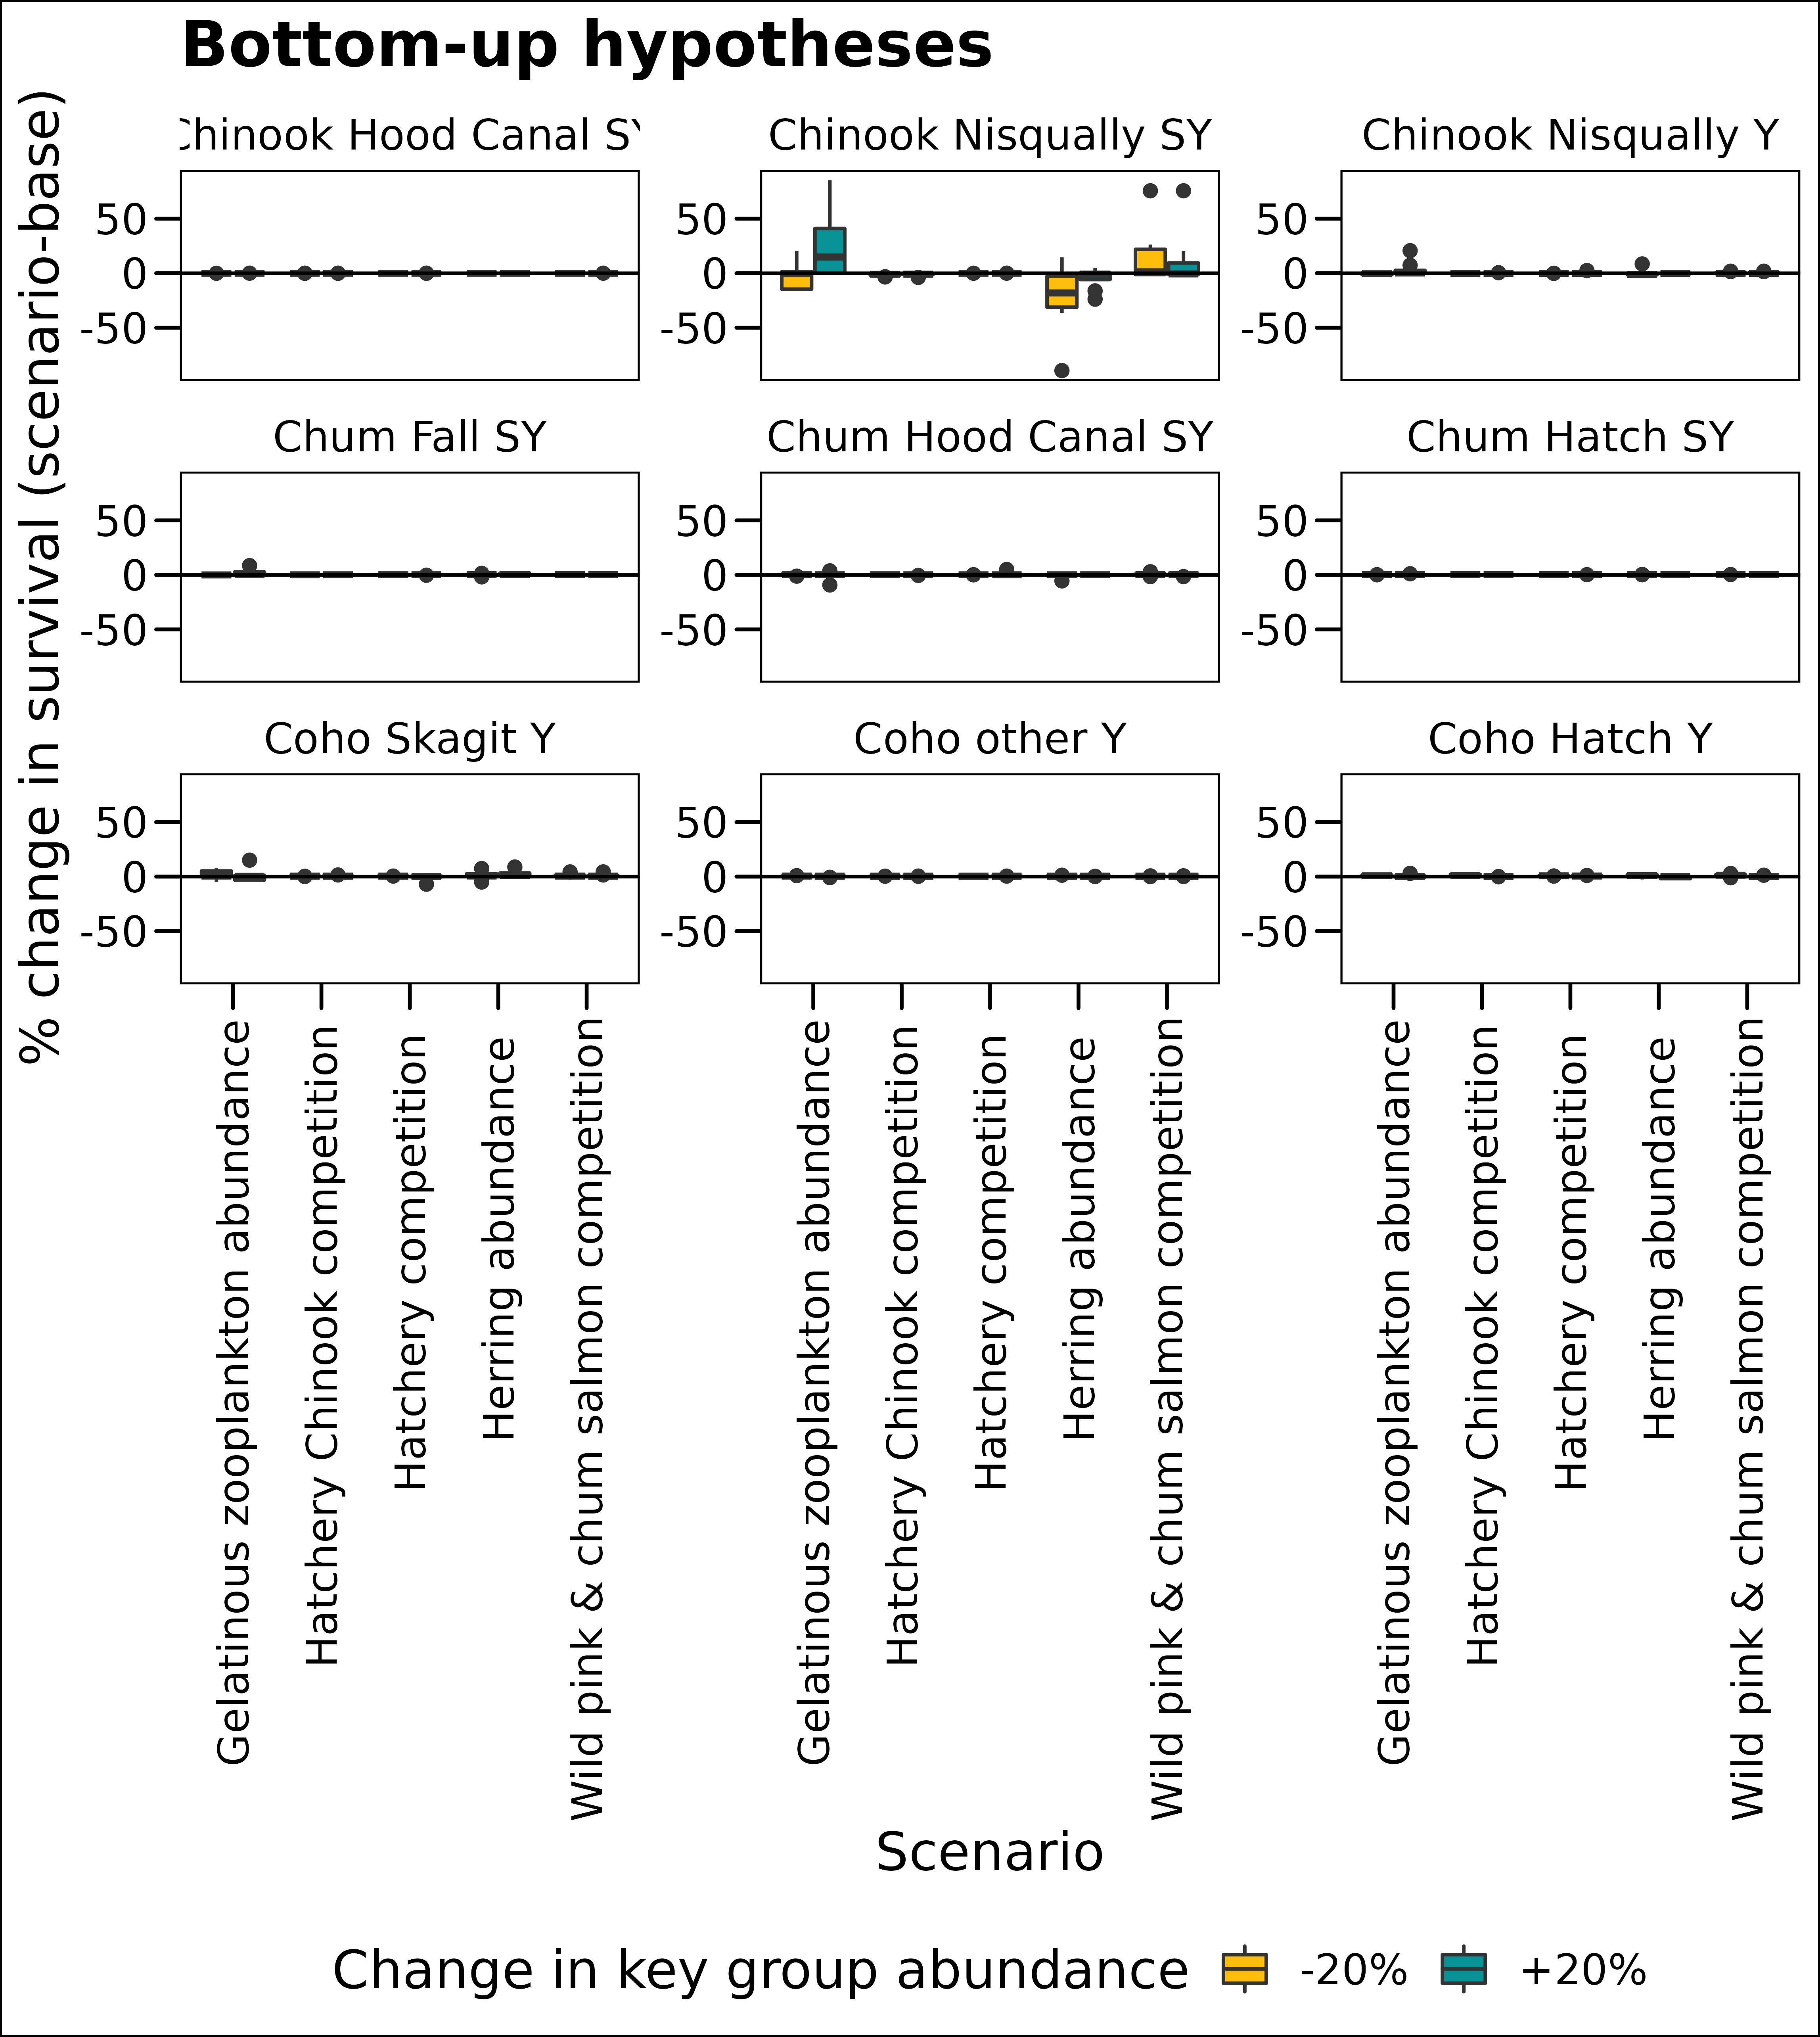 Bottom-up hypotheses
% change in survival (scenario-base)
Chinook Hood Canal SY
Chinook Nisqually SY
Chinook Nisqually Y
50
0
-50
50
0
-50
50
0
-50
Chum Fall SY
Chum Hood Canal SY
Chum Hatch SY
50
0
-50
50
0
-50
50
0
-50
Coho Skagit Y
Coho other Y
Coho Hatch Y
50
0
-50
50
0
-50
50
0
-50
Gelatinous zooplankton abundance
Hatchery Chinook competition
Hatchery competition
Herring abundance
Wild pink & chum salmon competition
Gelatinous zooplankton abundance
Hatchery Chinook competition
Hatchery competition
Herring abundance
Wild pink & chum salmon competition
Gelatinous zooplankton abundance
Hatchery Chinook competition
Hatchery competition
Herring abundance
Wild pink & chum salmon competition
Scenario
Change in key group abundance -20% +20%